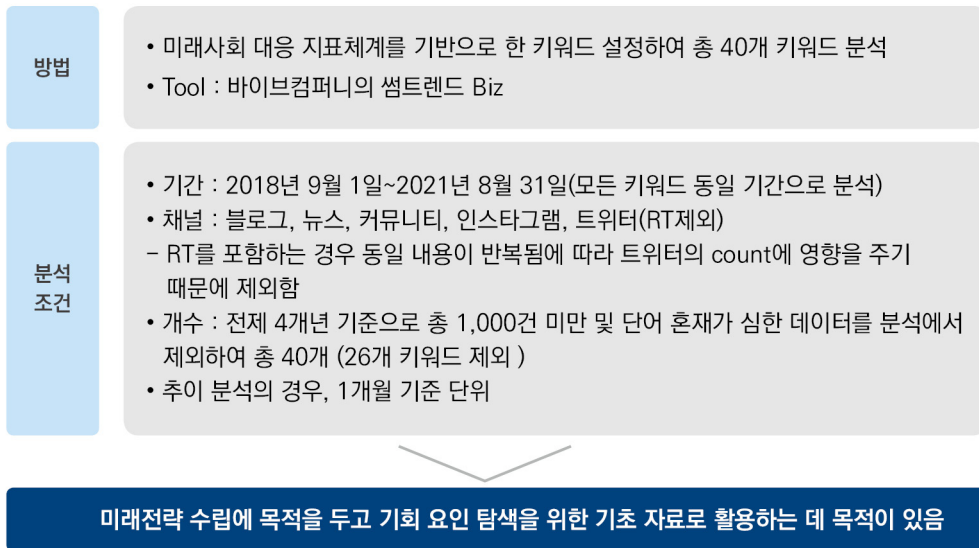 방법
• 미래사회 대응 지표체계를 기반으로 한 키워드 설정하여 총 40개 키워드 분석
• Tool : 바이브컴퍼니의 썸트렌드 Biz
분석
조건
• 기간 : 2018년 9월 1일~2021년 8월 31일(모든 키워드 동일 기간으로 분석)
• 채널 : 블로그, 뉴스, 커뮤니티, 인스타그램, 트위터(RT제외)
– RT를 포함하는 경우 동일 내용이 반복됨에 따라 트위터의 count에 영향을 주기
때문에 제외함
• 개수 : 전제 4개년 기준으로 총 1,000건 미만 및 단어 혼재가 심한 데이터를 분석에서
제외하여 총 40개 (26개 키워드 제외 )
• 추이 분석의 경우, 1개월 기준 단위
미래전략 수립에 목적을 두고 기회 요인 탐색을 위한 기초 자료로 활용하는 데 목적이 있음